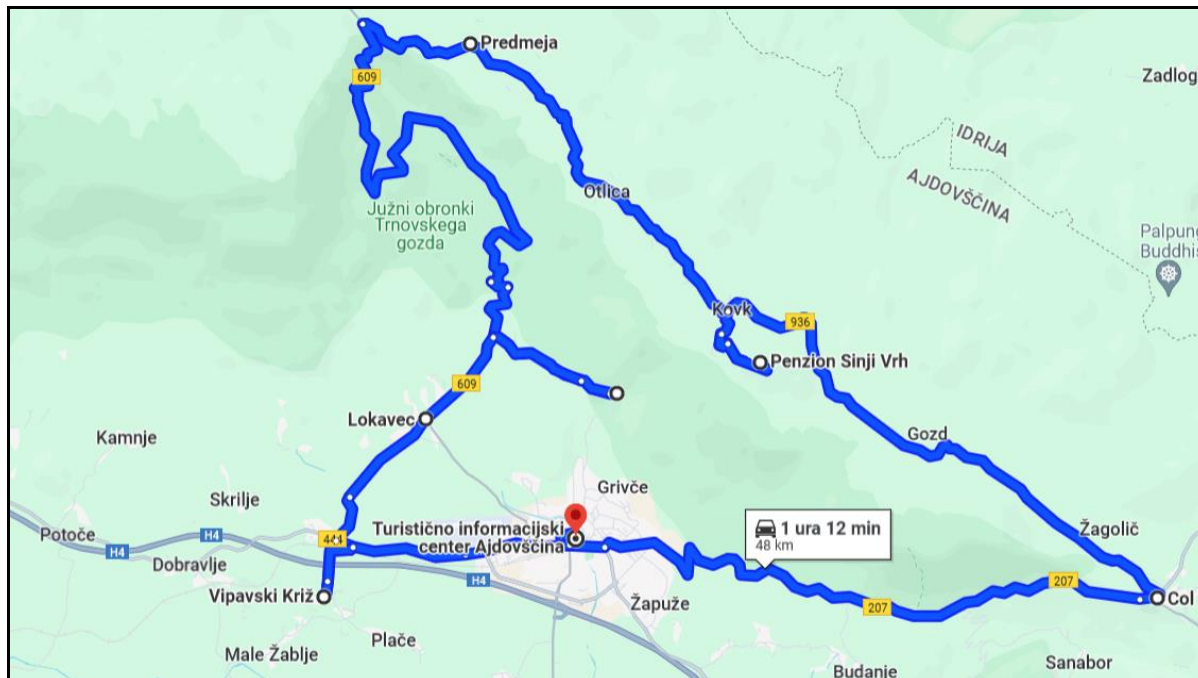 Predmeja
Zadlog
609
IDRIJA
AJDOVŠČINA
Otlica
Južni obronki
Trnovskega
gozda
Palpung
Buddhis
Kovk
936
Penzion Sinji Vrh
609
Lokavec
Gozd
Kamnje
Grivče
Skrilje
Turistično informacijski
center Ajdovščina
1 ura 12 min
48 km
Žagolič
Potoče
H4
H4
444
Dobravlje
H4
207
207
Vipavski Križ
Žapuže
Col
Plače
Male Žablje
Budanje
Sanabor